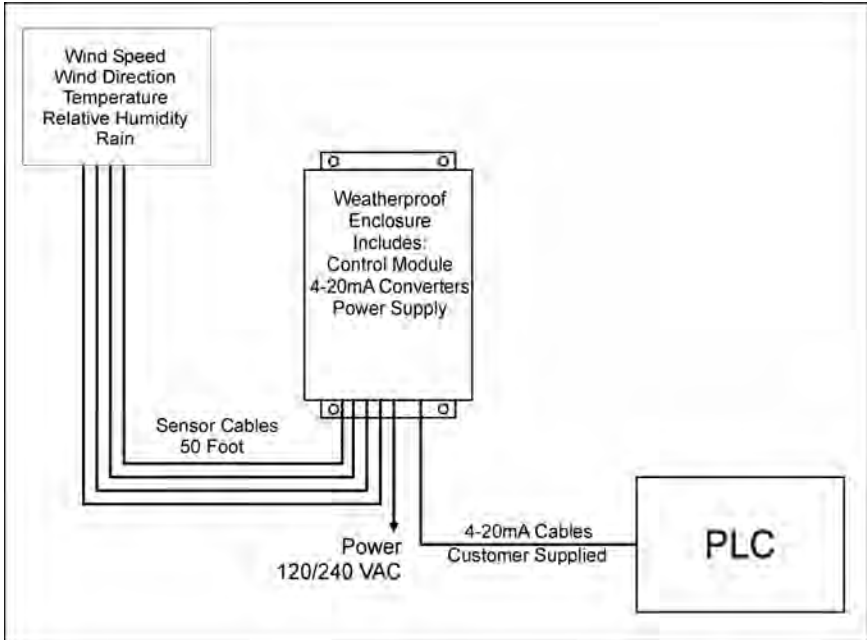 Wind Speed
Wind Direction
Temperature
Relative Humidity
Rain
Weatherproof
Enclosure
Includes:
Control Module
4-20mA Converters
Power Supply
Sensor Cables
50 Foot
Power
120/240 VAC
4-20mA Cables
Customer Supplied
PLC